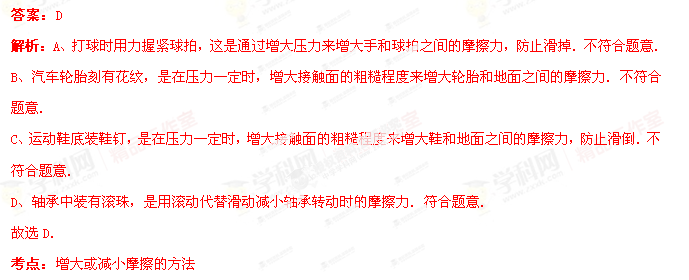 答案：D
解析：A、打球时用力握紧球拍，这是通过增大压力来增大手和球拍之间的摩擦力，防止滑掉．不符合题意．
B、汽车轮胎刻有花纹，是在压力一定时，增大接触面的粗糙程度来增大轮胎和地面之间的摩擦力．不符合
题意．
C、运动鞋底装鞋钉，是在压力一定时，增大接触面的粗糙程度来增大鞋和地面之间的摩擦力，防止滑倒．不
符合题意．
D、轴承中装有滚珠，是用滚动代替滑动减小轴承转动时的摩擦力．符合题意．
故选 D．
考点：增大或减小摩擦的方法